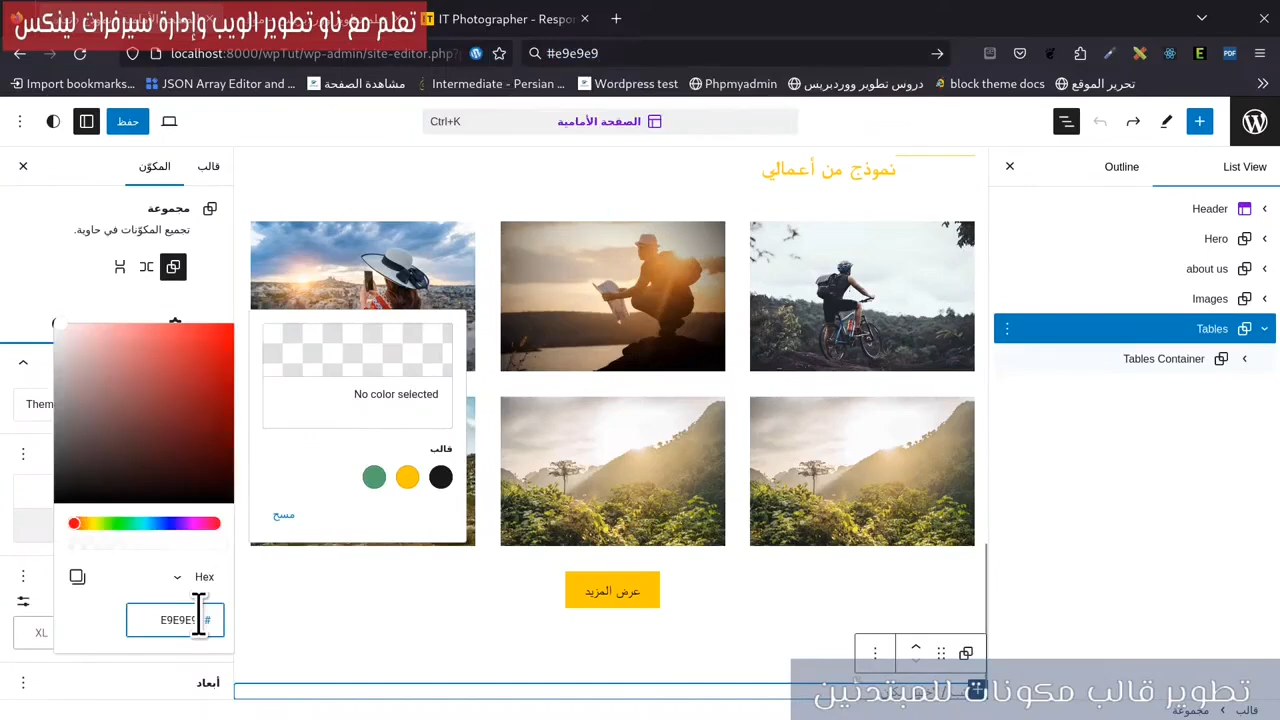 تعلم مع ناو تطوير الويب وإدارة سيرفرات لينكس
IT Photographer - Respon
localhost:8000/wpTut/wp-admin/site-editor.php?
#e9e9e9
Import bookmarks...
JSON Array Editor and ...
مشاهدة الصفحة
Intermediate - Persian ...
Wordpress test
Phpmyadmin
دروس تطوير ووردبريس
block theme docs
تحرير الموقع
حفظ
Ctrl+K
الصفحة الأمامية
المكوّن
قالب
Outline
List View
مجموعة
تجميع المكوّنات في حاوية.
نموذج من أعمالي
Header
Hero
about us
Images
Tables
Tables Container
Them
No color selected
قالب
مسح
Hex
E9E9E9 #
XL
أبعاد
عرض المزيد
تطوير قالب مكونات للمبتدئين
مجموعة
قالب